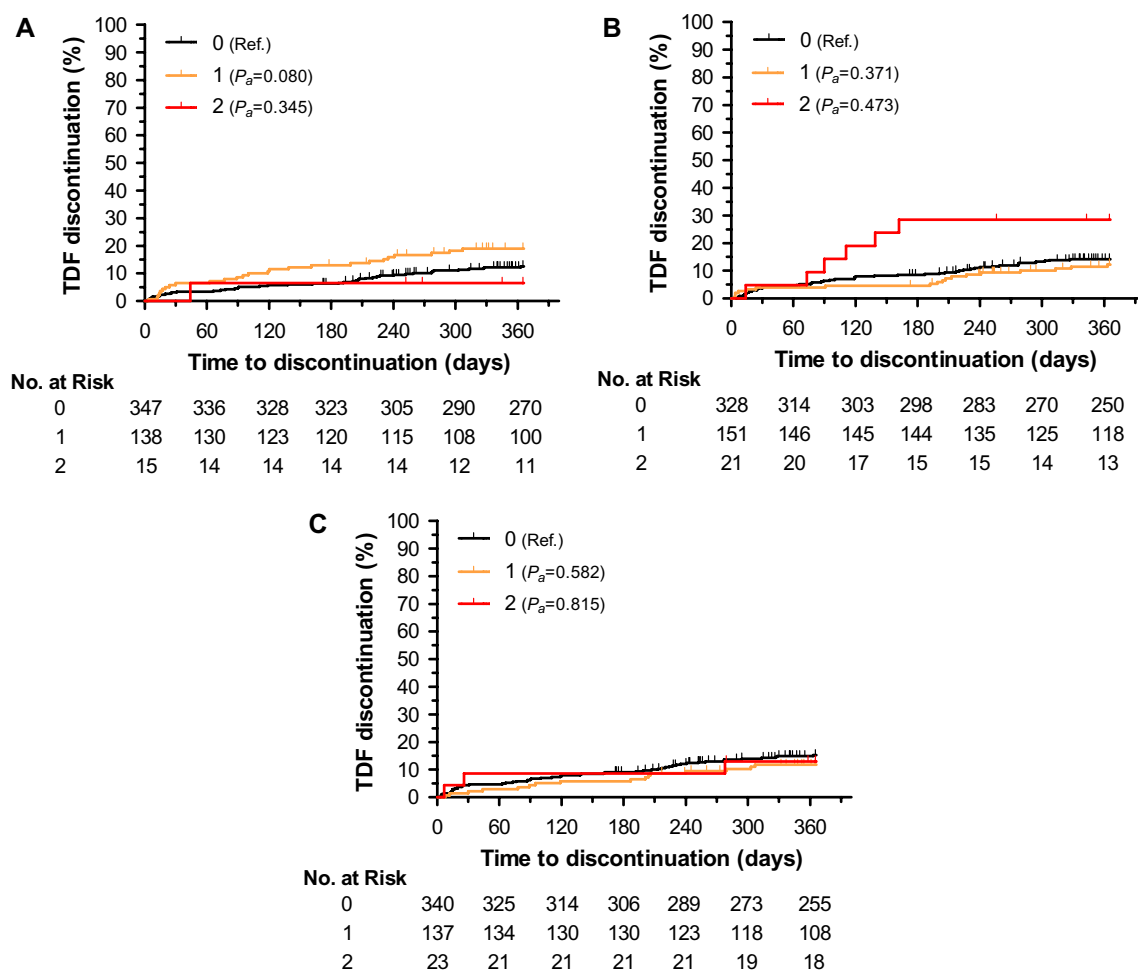 A
TDF discontinuation (%)
100
90
80
70
60
50
40
30
20
10
0
0 (Ref.)
1 (Pa=0.080)
2 (Pa=0.345)
0 60 120 180 240 300 360
Time to discontinuation (days)
No. at Risk
0 347 336 328 323 305 290 270
1 138 130 123 120 115 108 100
2 15 14 14 14 14 12 11
B
TDF discontinuation (%)
100
90
80
70
60
50
40
30
20
10
0
0 (Ref.)
1 (Pa=0.371)
2 (Pa=0.473)
0 60 120 180 240 300 360
Time to discontinuation (days)
No. at Risk
0 328 314 303 298 283 270 250
1 151 146 145 144 135 125 118
2 21 20 17 15 15 14 13
C
TDF discontinuation (%)
100
90
80
70
60
50
40
30
20
10
0
0 (Ref.)
1 (Pa=0.582)
2 (Pa=0.815)
0 60 120 180 240 300 360
Time to discontinuation (days)
No. at Risk
0 340 325 314 306 289 273 255
1 137 134 130 130 123 118 108
2 23 21 21 21 21 19 18